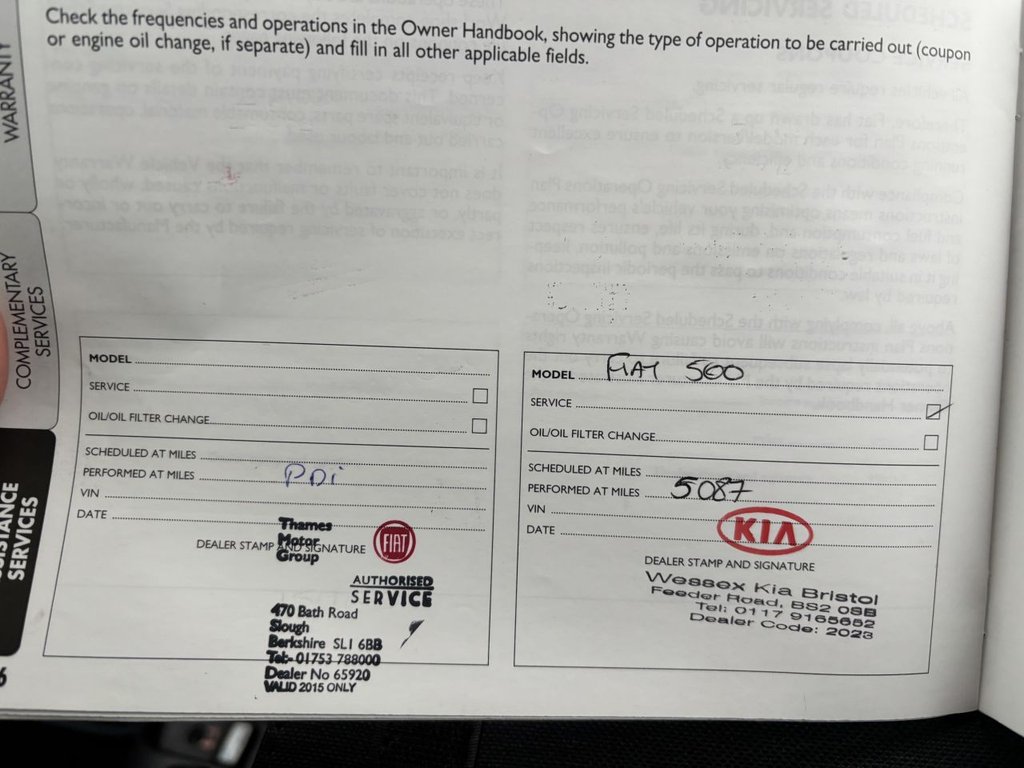 Check the frequencies and operations in the Owner Handbook, showing the type of operation to be carried out (coupon
or engine oil change, if separate) and fill in all other applicable fields.
WARRANTY
COMPLEMENTARY
SERVICES
SERVICES
MODEL
SERVICE
OIL/OIL FILTER CHANGE
SCHEDULED AT MILES
PERFORMED AT MILES PDi
VIN
DATE
Thames
Motor
Group
DEALER STAMP AND SIGNATURE
FIAT
AUTHORISED
SERVICE
470 Bath Road
Slough
Berkshire SL1 6BB
Tel:- 01753 788000
Dealer No 65920
VALID 2015 ONLY
MODEL FIAT 500
SERVICE
OIL/OIL FILTER CHANGE
SCHEDULED AT MILES
PERFORMED AT MILES 5087
VIN
DATE
KIA
DEALER STAMP AND SIGNATURE
Wessex Kia Bristol
Feeder Road, BS2 0SB
Tel: 0117 9165652
Dealer Code: 2023
6